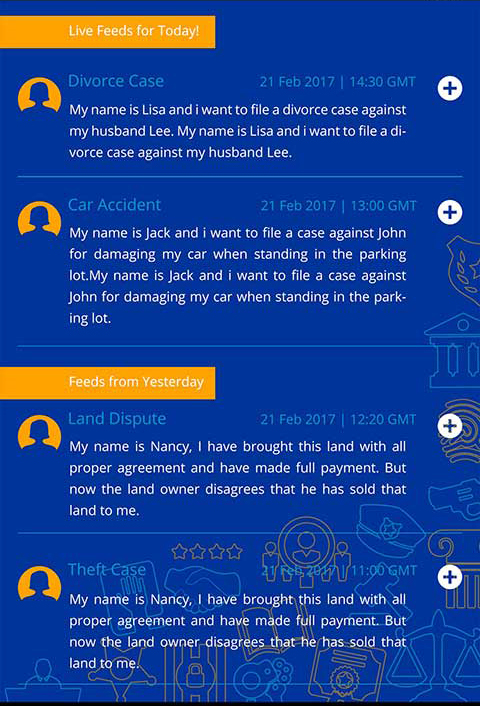 Live Feeds for Today!
Divorce Case 21 Feb 2017 | 14:30 GMT
My name is Lisa and i want to file a divorce case against
my husband Lee. My name is Lisa and i want to file a di-
vorce case against my husband Lee.
Car Accident 21 Feb 2017 | 13:00 GMT
My name is Jack and i want to file a case against John
for damaging my car when standing in the parking
lot.My name is Jack and i want to file a case against
John for damaging my car when standing in the park-
ing lot.
Feeds from Yesterday
Land Dispute 21 Feb 2017 | 12:20 GMT
My name is Nancy, I have brought this land with all
proper agreement and have made full payment. But
now the land owner disagrees that he has sold that
land to me.
Theft Case 21 Feb 2017 | 11:00 GMT
My name is Nancy, I have brought this land with all
proper agreement and have made full payment. But
now the land owner disagrees that he has sold that
land to me.